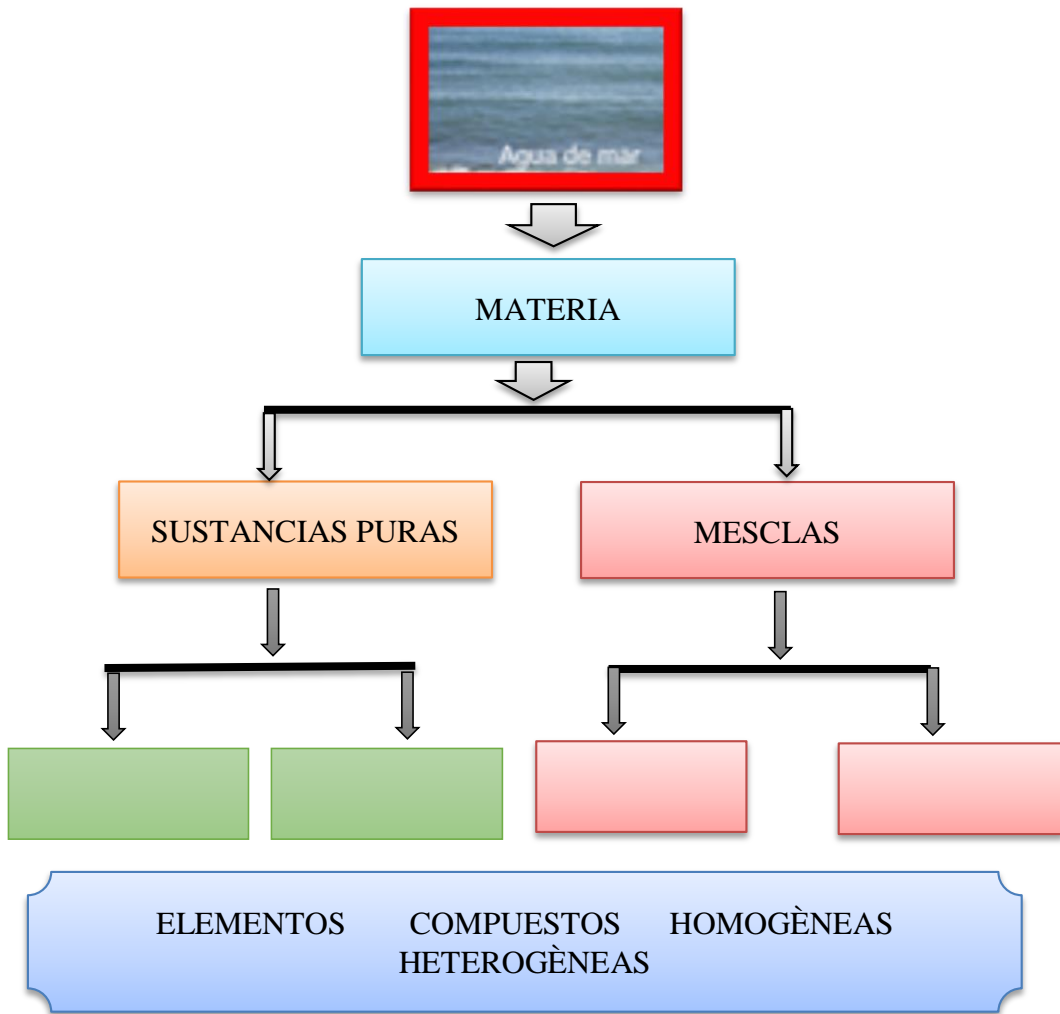 Agua de mar
MATERIA
SUSTANCIAS PURAS
MESCLAS
ELEMENTOS COMPUESTOS HOMOGÈNEAS
HETEROGÈNEAS